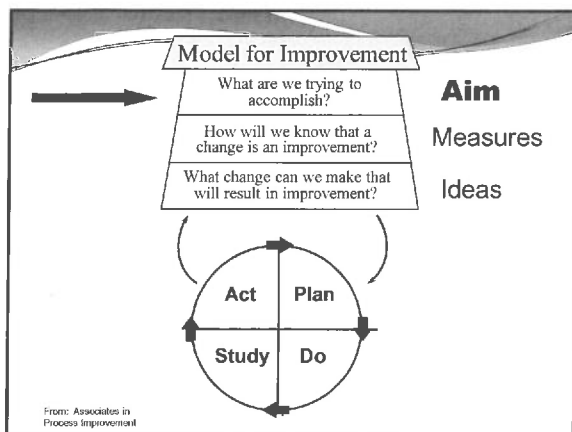 Model for Improvement
What are we trying to
accomplish?
Aim
How will we know that a
change is an improvement?
Measures
What change can we make that
will result in improvement?
Ideas
Act
Plan
Study
Do
From: Associates in
Process Improvement